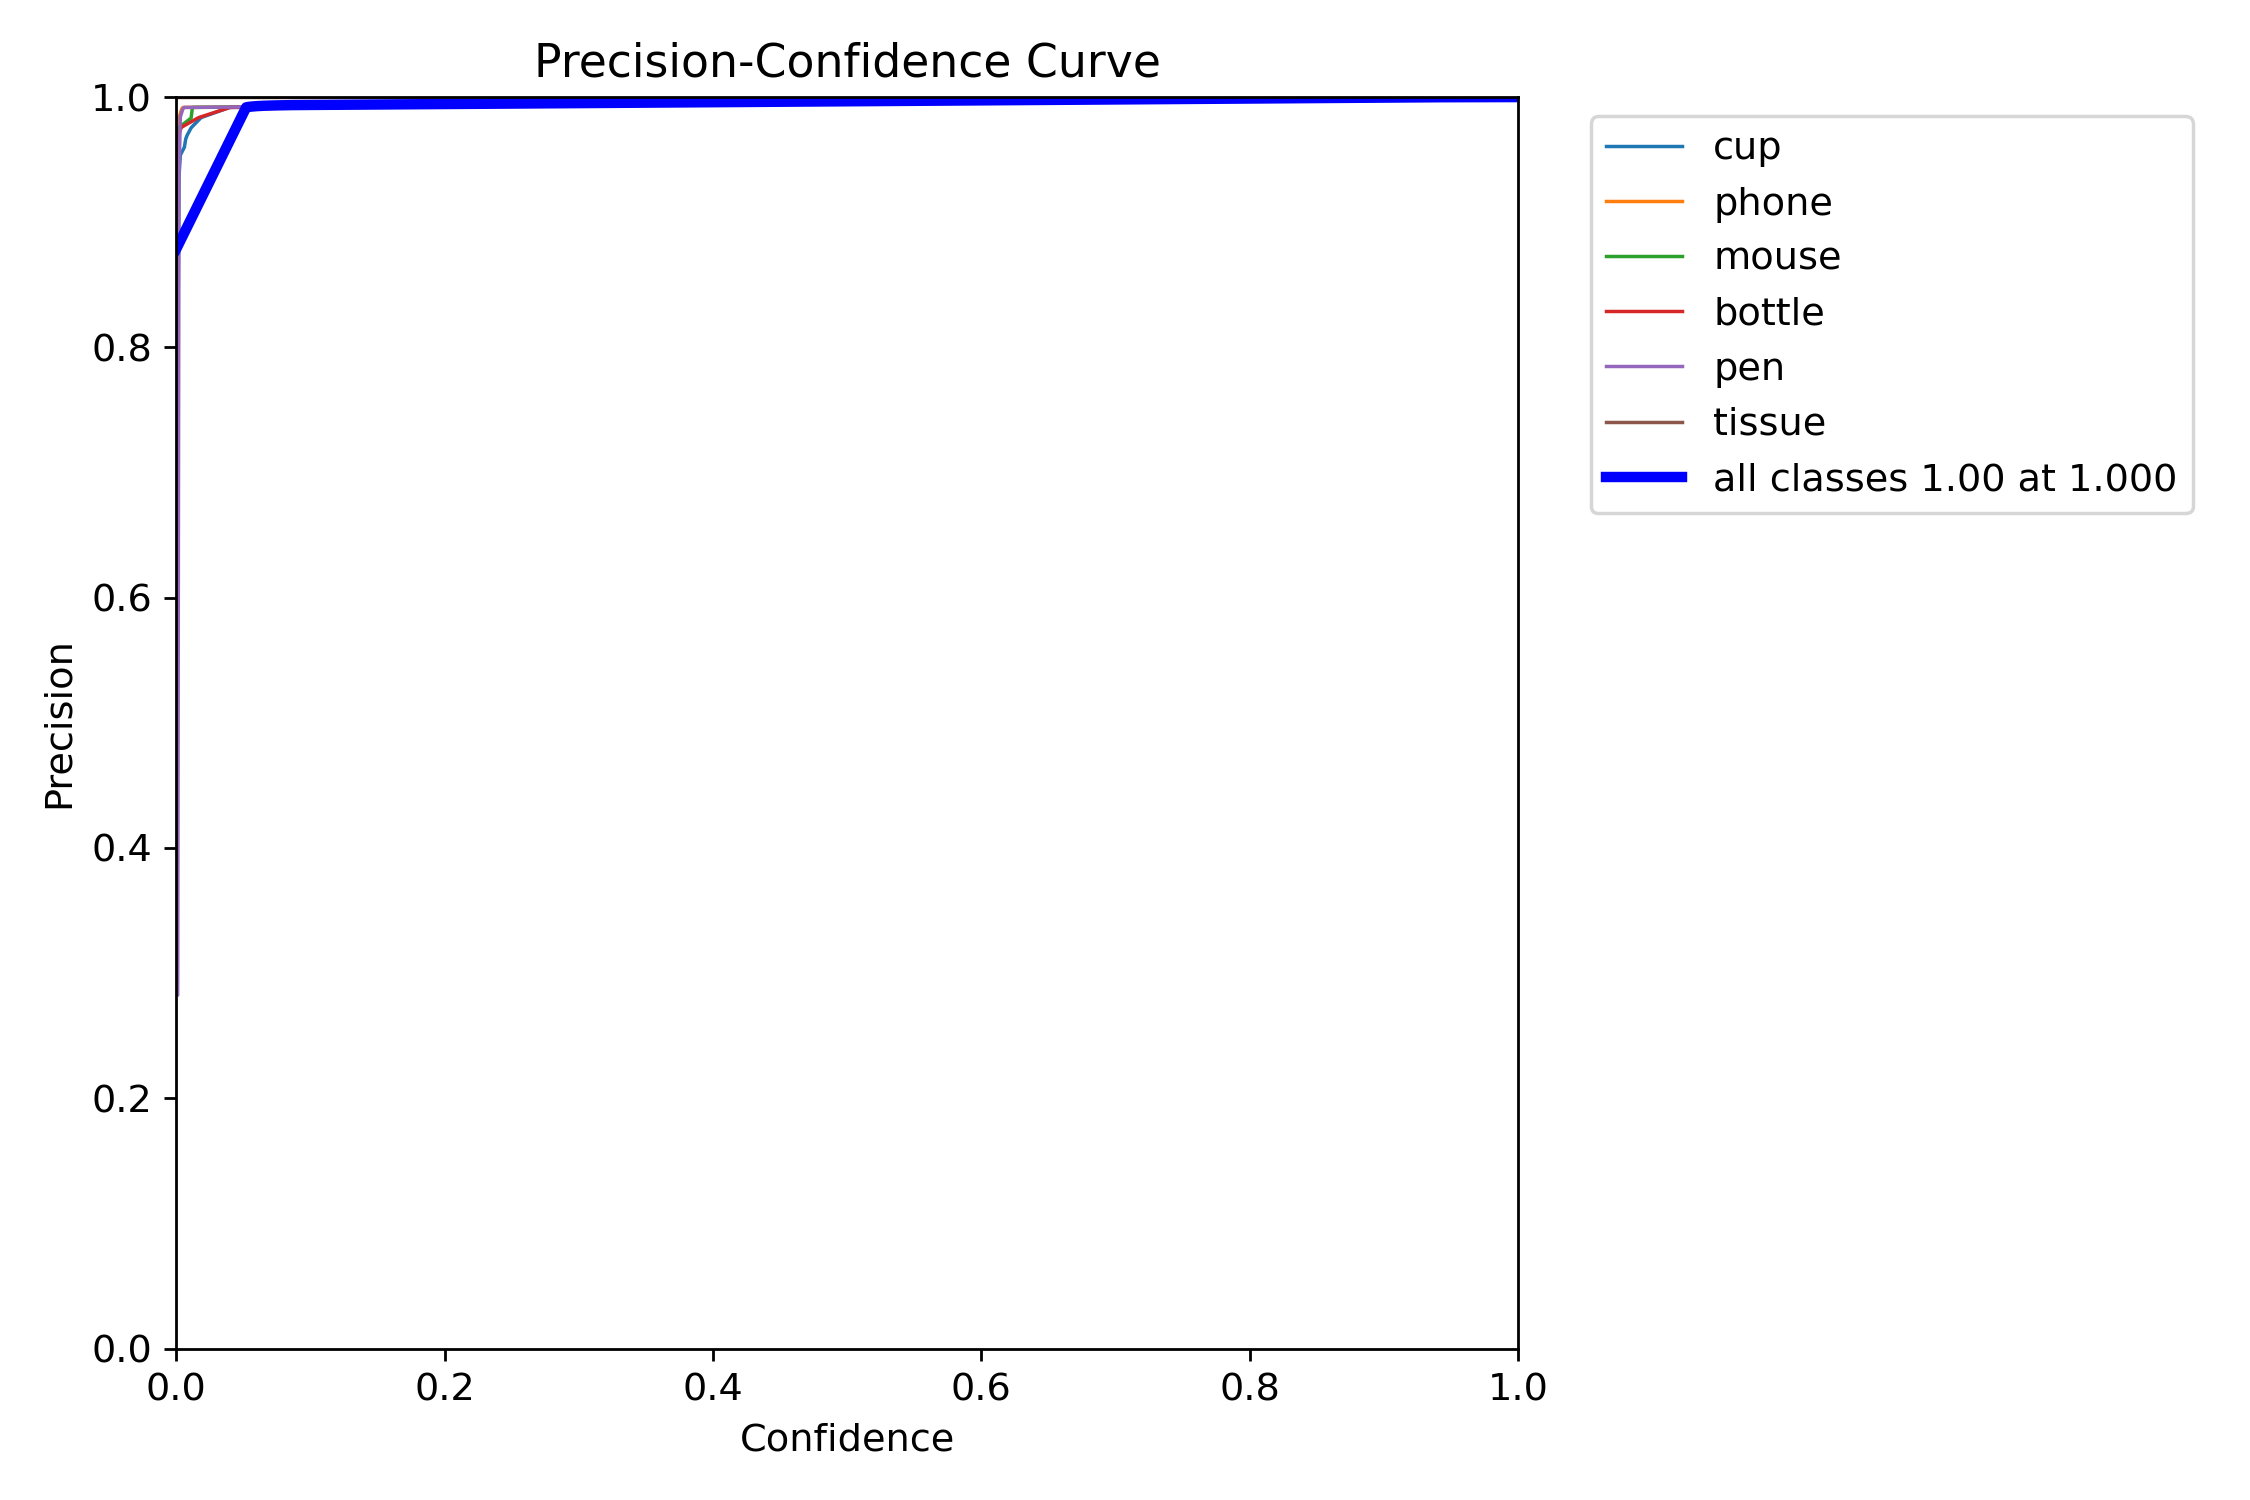 Precision-Confidence Curve
1.0
0.8
0.6
0.4
0.2
0.0
Precision
0.0 0.2 0.4 0.6 0.8 1.0
Confidence
cup
phone
mouse
bottle
pen
tissue
all classes 1.00 at 1.000